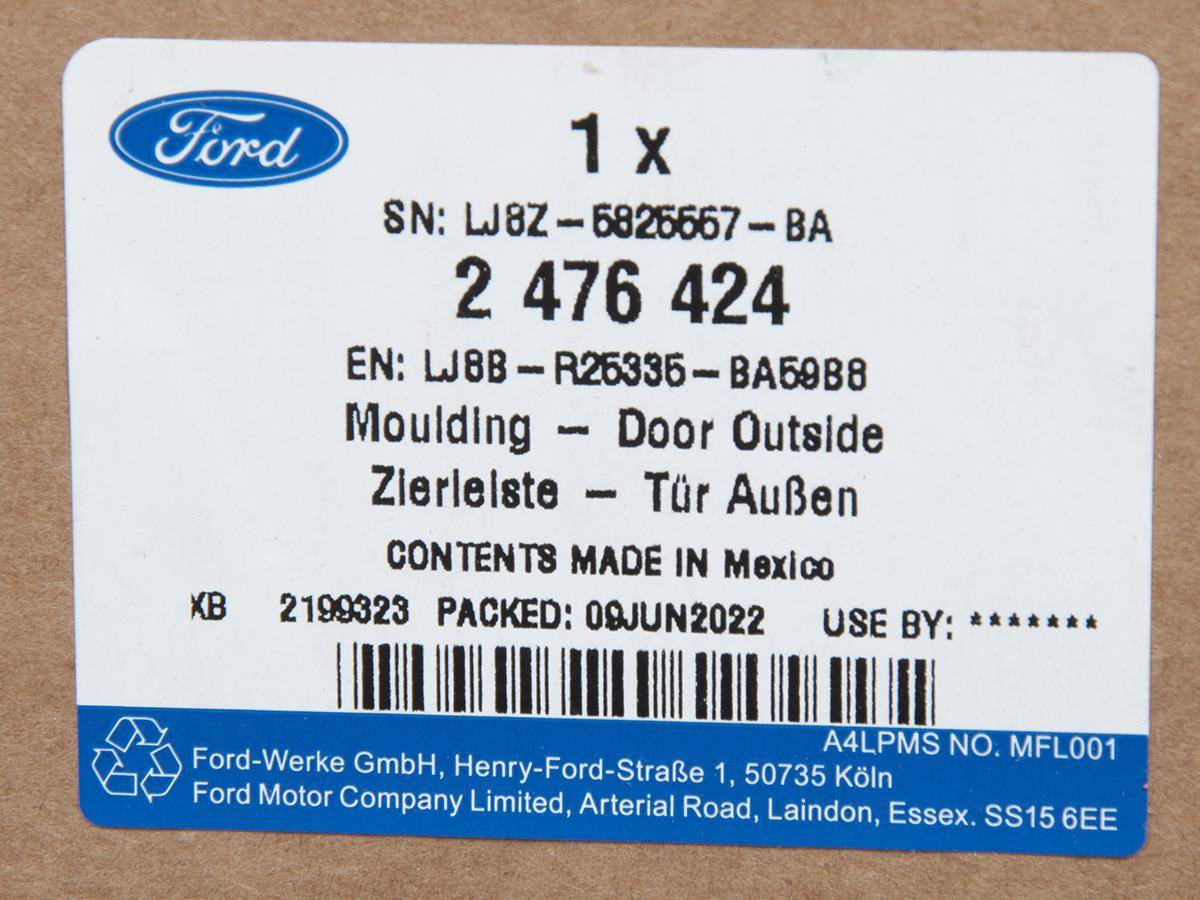 Ford
1 x
SN: LJ8Z-5825557-BA
2 476 424
EN: LJ8B-R25335-BA59B8
Moulding - Door Outside
Zierleiste - Tür Außen
CONTENTS MADE IN Mexico
XB 2199323 PACKED: 09JUN2022 USE BY: *******
A4LPMS NO. MFL001
Ford-Werke GmbH, Henry-Ford-Straße 1, 50735 Köln
Ford Motor Company Limited, Arterial Road, Laindon, Essex. SS15 6EE